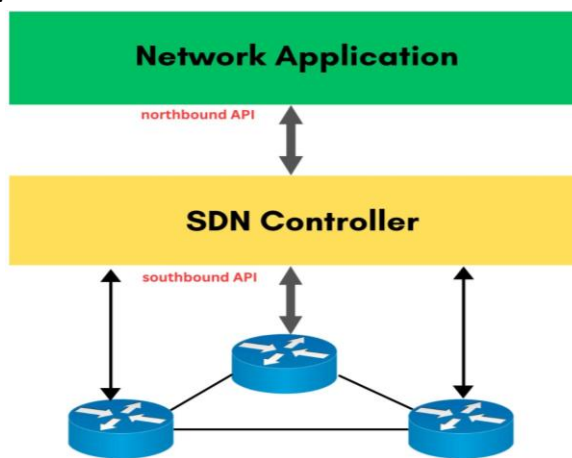 Network Application
northbound API
SDN Controller
southbound API